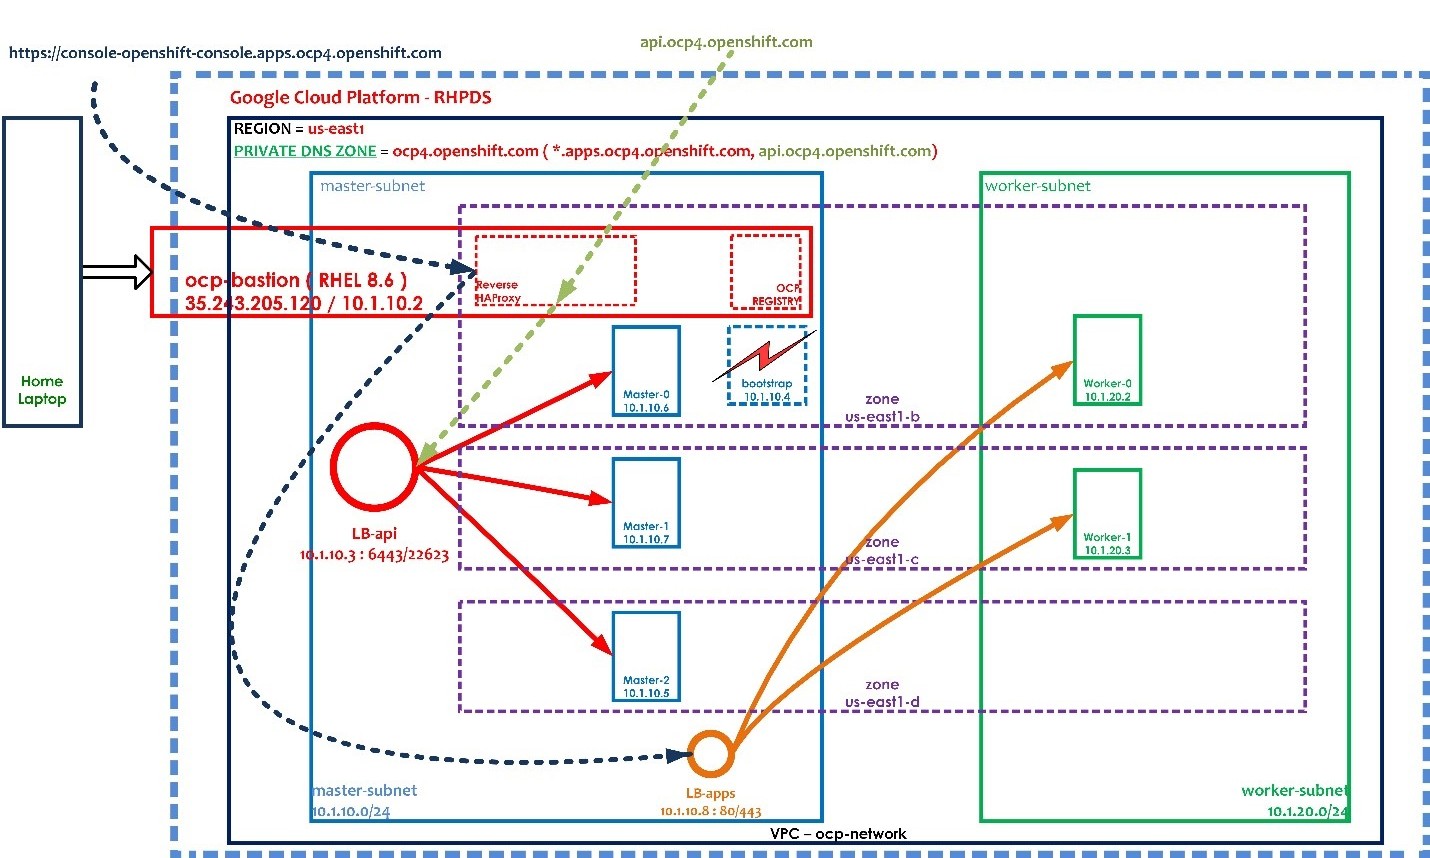 https://console-openshift-console.apps.ocp4.openshift.com
api.ocp4.openshift.com
Google Cloud Platform - RHPDS
REGION = us-east1
PRIVATE DNS ZONE = ocp4.openshift.com ( *.apps.ocp4.openshift.com, api.ocp4.openshift.com)
master-subnet
worker-subnet
ocp-bastion ( RHEL 8.6 )
35.243.205.120 / 10.1.10.2
Reverse
HAProxy
OCP
REGISTRY
Home
Laptop
Master-0
10.1.10.6
bootstrap
10.1.10.4
Worker-0
10.1.20.2
zone
us-east1-b
LB-api
10.1.10.3 : 6443/22623
Master-1
10.1.10.7
Worker-1
10.1.20.3
zone
us-east1-c
Master-2
10.1.10.5
zone
us-east1-d
LB-apps
10.1.10.8 : 80/443
master-subnet
10.1.10.0/24
worker-subnet
10.1.20.0/24
VPC – ocp-network